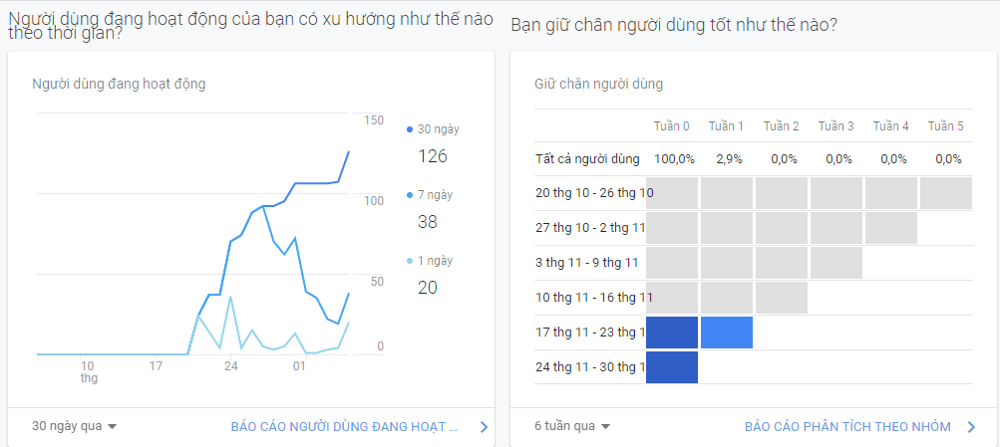 Người dùng đang hoạt động của bạn có xu hướng như thế nào
theo thời gian?
Người dùng đang hoạt động
150
100
50
0
10
thg
17
24
01
30 ngày
126
7 ngày
38
1 ngày
20
30 ngày qua
BÁO CÁO NGƯỜI DÙNG ĐANG HOẠT ...
Bạn giữ chân người dùng tốt như thế nào?
Giữ chân người dùng
Tuần 0 Tuần 1 Tuần 2 Tuần 3 Tuần 4 Tuần 5
Tất cả người dùng 100,0% 2,9% 0,0% 0,0% 0,0% 0,0%
20 thg 10 - 26 thg 10
27 thg 10 - 2 thg 11
3 thg 11 - 9 thg 11
10 thg 11 - 16 thg 11
17 thg 11 - 23 thg 1
24 thg 11 - 30 thg 1
6 tuần qua
BÁO CÁO PHÂN TÍCH THEO NHÓM